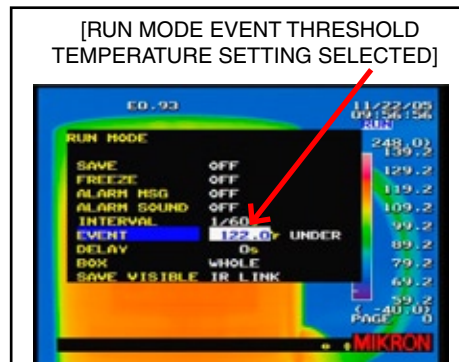 [RUN MODE EVENT THRESHOLD
TEMPERATURE SETTING SELECTED]
E0.93
11/22/05
09:56:56
RUN
RUN MODE
248.0)
139.2
SAVE OFF
129.2
FREEZE OFF
ALARM MSG OFF
119.2
ALARM SOUND OFF
109.2
INTERVAL 1/60
99.2
EVENT 122.0F UNDER
DELAY 0s
89.2
BOX WHOLE
79.2
SAVE VISIBLE IR LINK
69.2
59.2
(-40.0)
PAGE 0
MIKRON